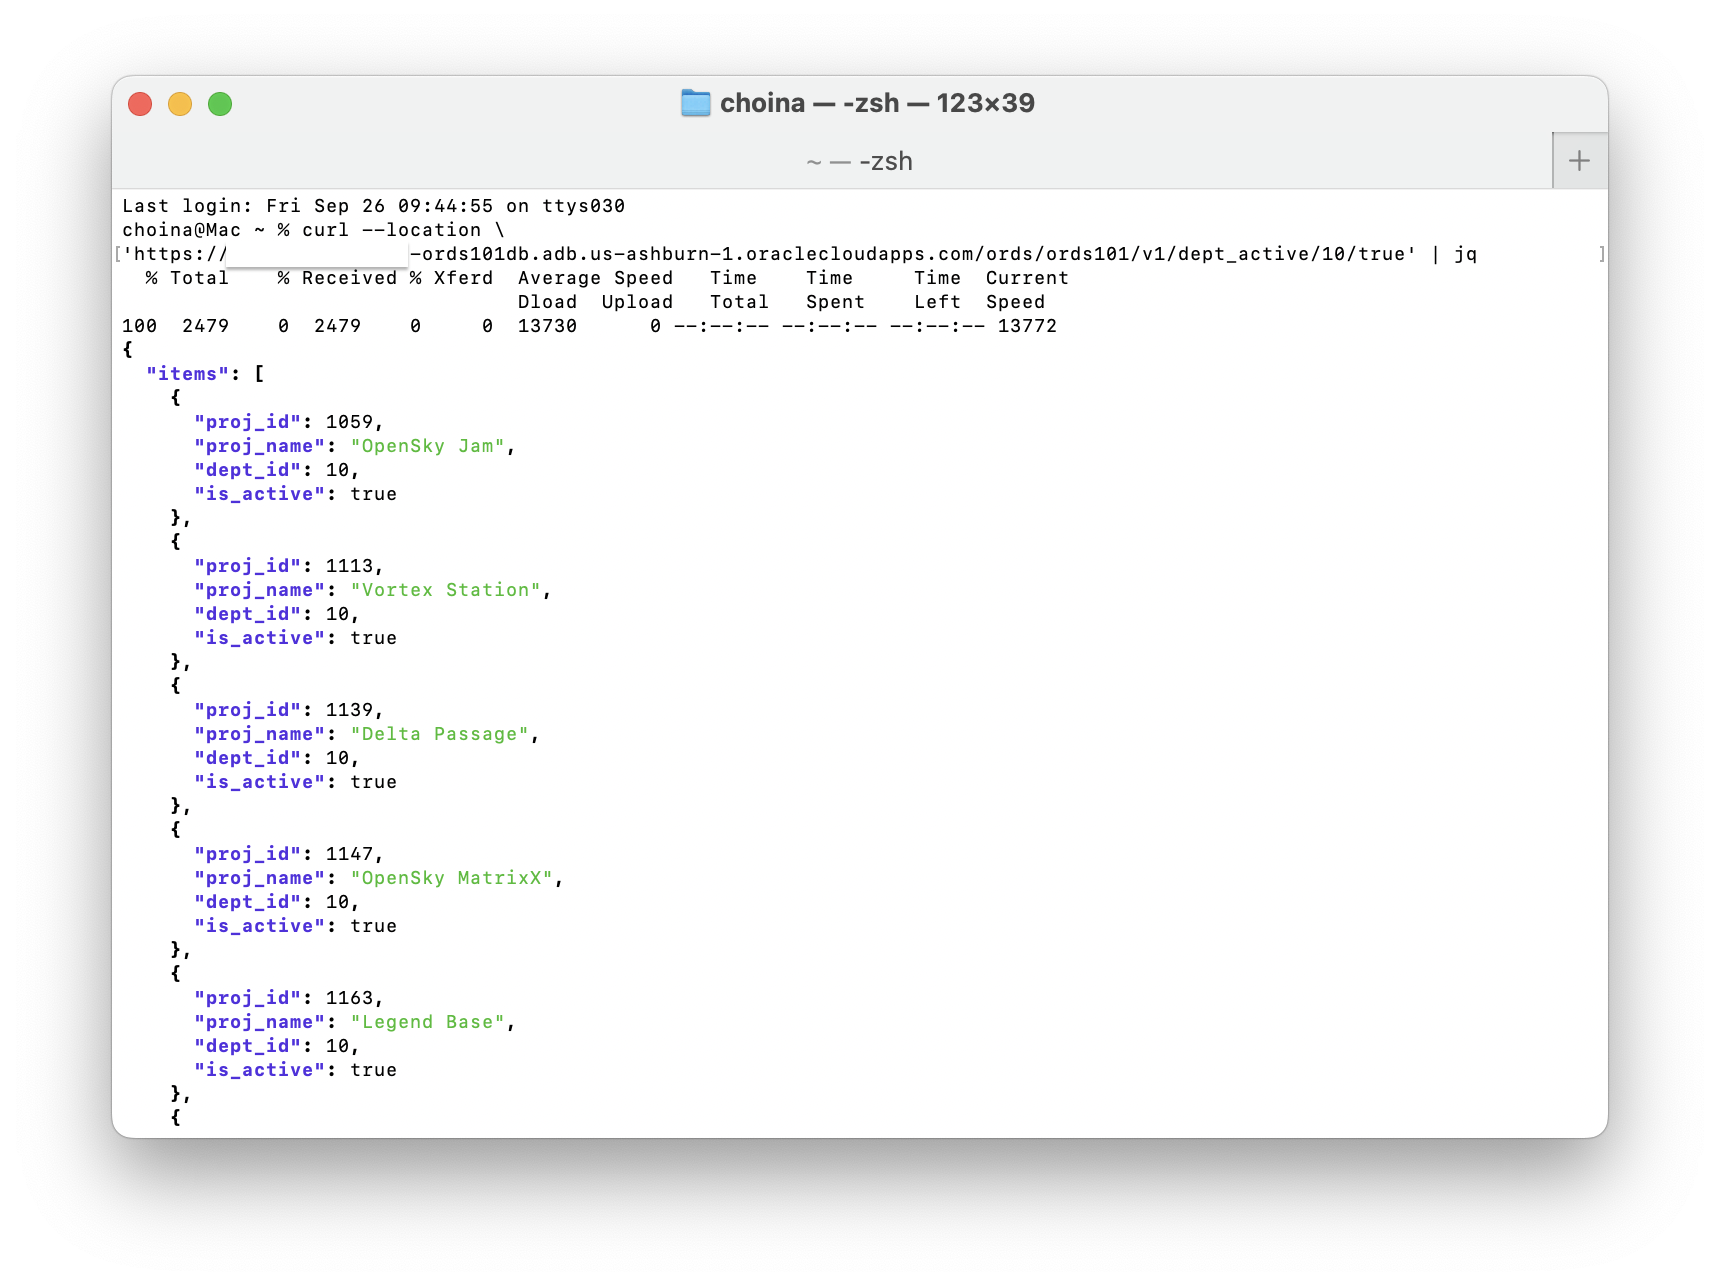 choina — -zsh — 123×39
~ — -zsh
Last login: Fri Sep 26 09:44:55 on ttys030
choina@Mac ~ % curl --location \
['https://-ords101db.adb.us-ashburn-1.oraclecloudapps.com/ords/ords101/v1/dept_active/10/true' | jq ]
  % Total    % Received % Xferd  Average Speed   Time    Time     Time  Current
                                 Dload  Upload   Total   Spent    Left  Speed
100  2479    0  2479    0     0  13730      0 --:--:-- --:--:-- --:--:-- 13772
{
  "items": [
    {
      "proj_id": 1059,
      "proj_name": "OpenSky Jam",
      "dept_id": 10,
      "is_active": true
    },
    {
      "proj_id": 1113,
      "proj_name": "Vortex Station",
      "dept_id": 10,
      "is_active": true
    },
    {
      "proj_id": 1139,
      "proj_name": "Delta Passage",
      "dept_id": 10,
      "is_active": true
    },
    {
      "proj_id": 1147,
      "proj_name": "OpenSky MatrixX",
      "dept_id": 10,
      "is_active": true
    },
    {
      "proj_id": 1163,
      "proj_name": "Legend Base",
      "dept_id": 10,
      "is_active": true
    },
    {